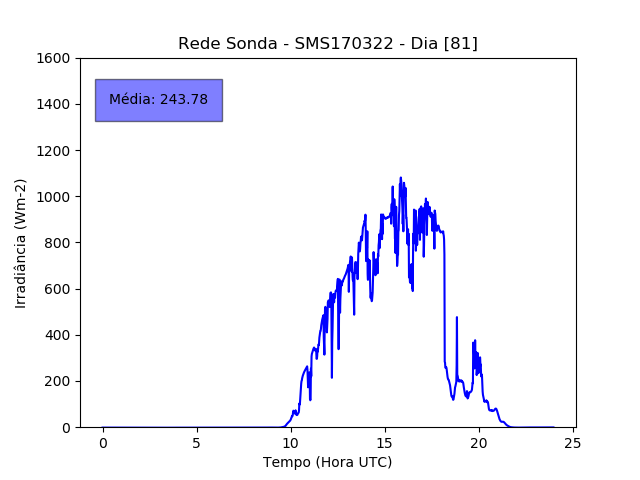 Rede Sonda - SMS170322 - Dia [81]
Média: 243.78
Irradiância (Wm-2)
1600
1400
1200
1000
800
600
400
200
0
0 5 10 15 20 25
Tempo (Hora UTC)